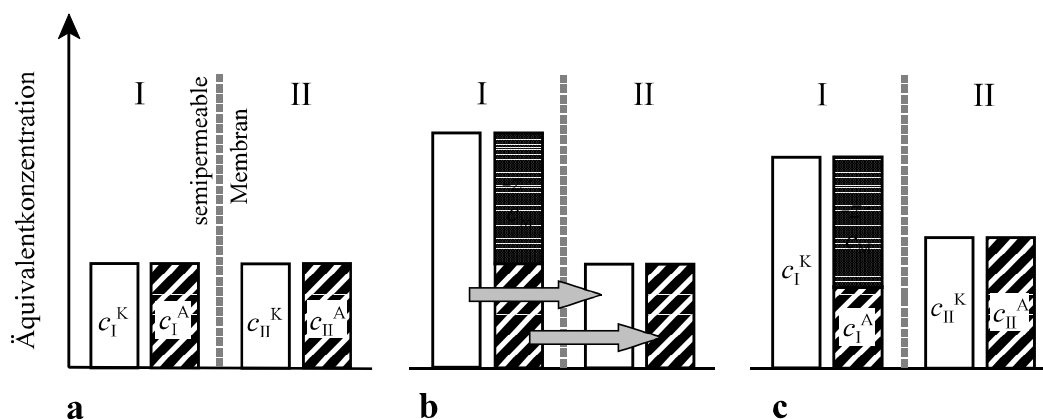 Äquivalentkonzentration
I
semipermeable
Membran
II
c_I^K
c_I^A
c_II^K
c_II^A
a
I
II
b
I
II
c_I^K
c_I^A
c_II^K
c_II^A
c